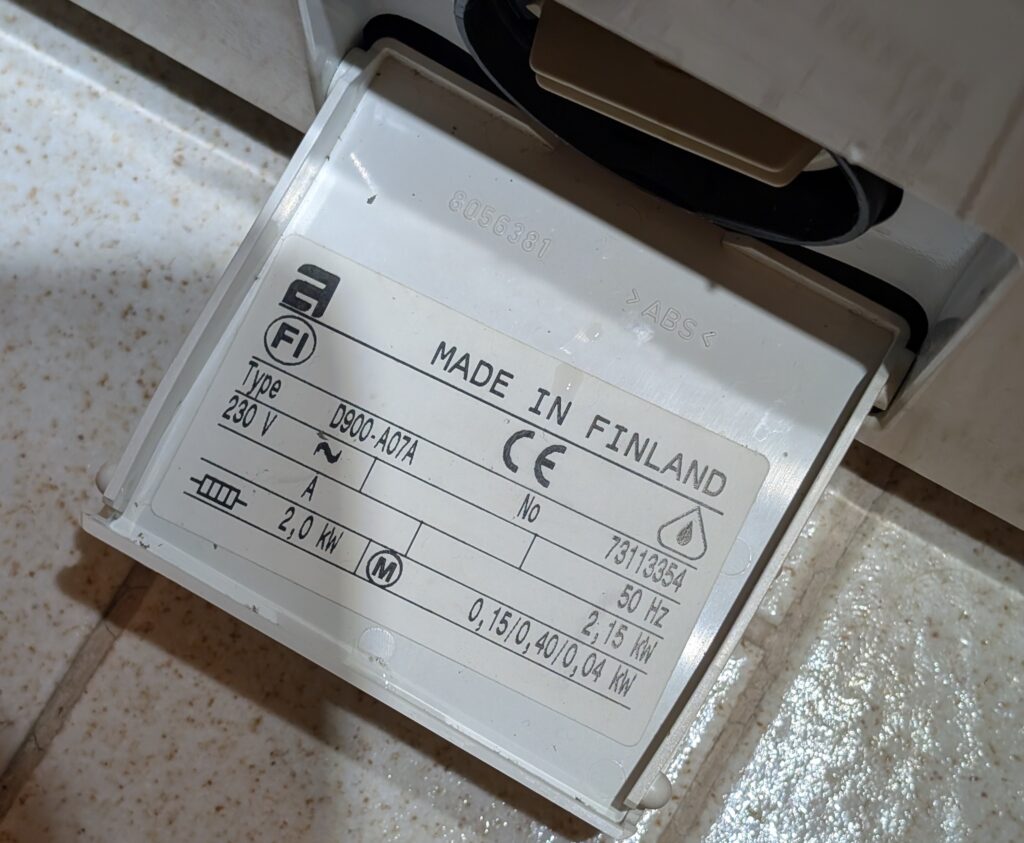 8056381
>ABS<
a
FI MADE IN FINLAND
Type D900-A07A CE No 73113354
230 V ~ 50 Hz
A 2,15 kW
2,0 kW M 0,15/0,40/0,04 kW